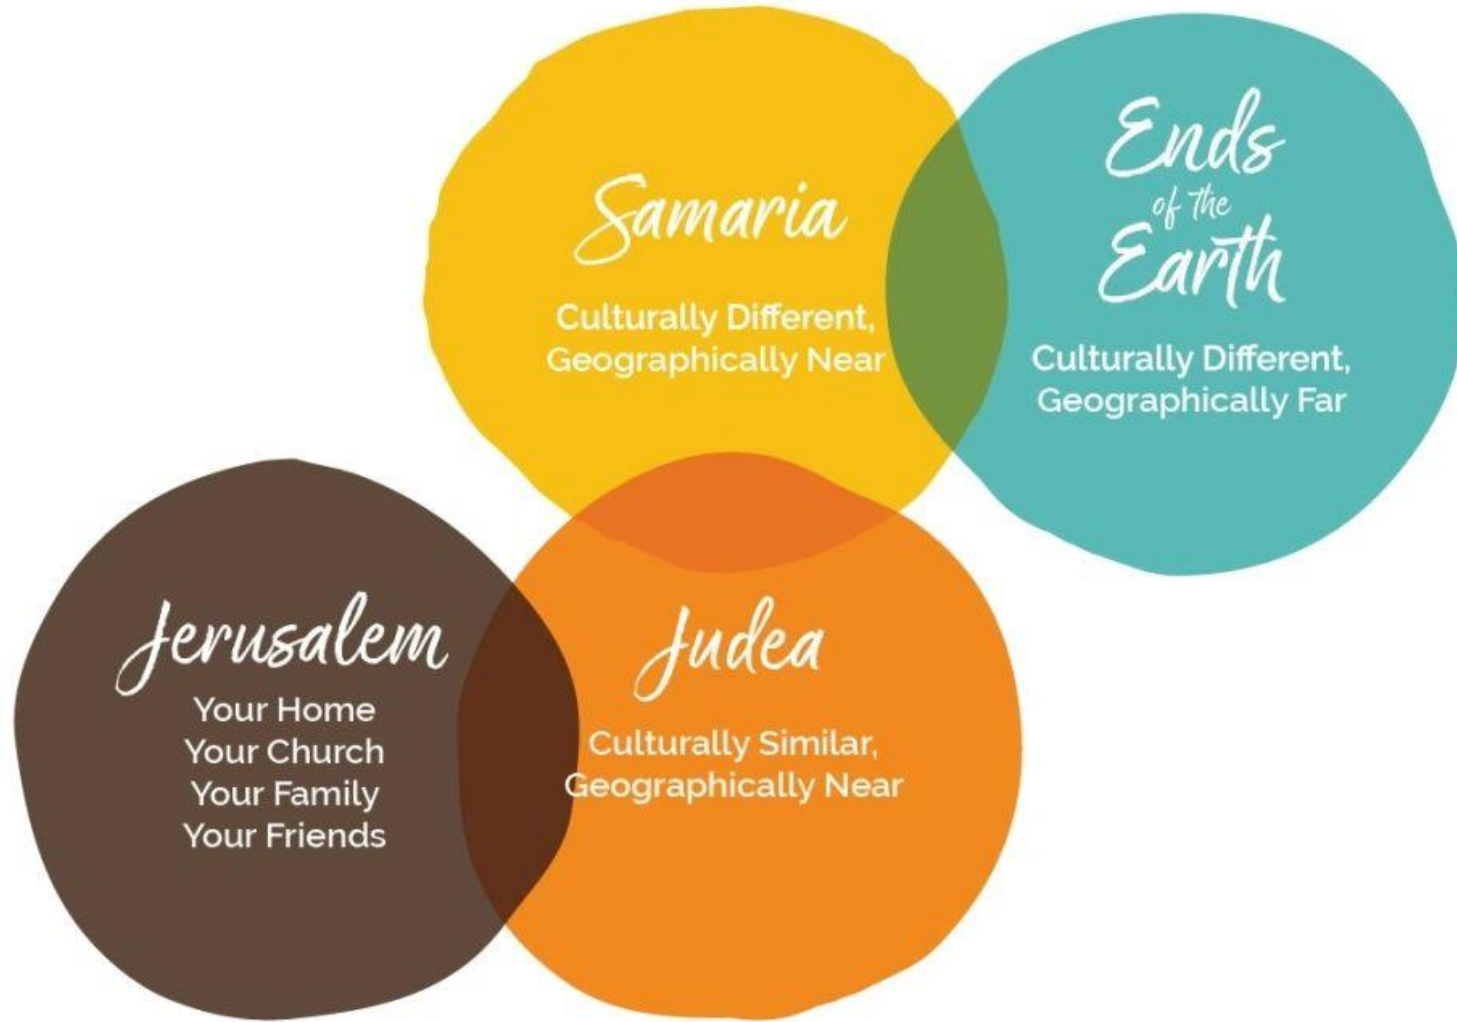 Samaria
Culturally Different,
Geographically Near
Ends
of the
Earth
Culturally Different,
Geographically Far
Jerusalem
Your Home
Your Church
Your Family
Your Friends
Judea
Culturally Similar,
Geographically Near